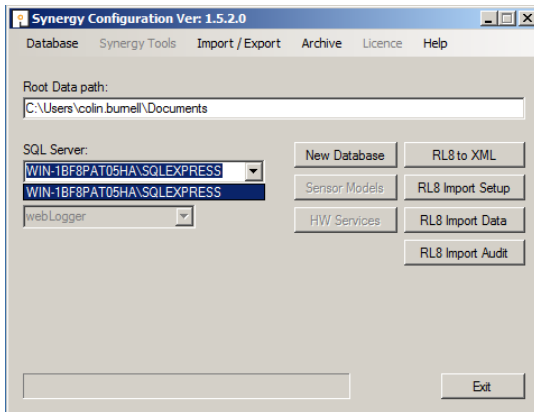 Synergy Configuration Ver: 1.5.2.0
Database Synergy Tools Import / Export Archive Licence Help
Root Data path:
C:\Users\colin.burnell\Documents
SQL Server:
WIN-1BF8PAT05HA\SQLEXPRESS
WIN-1BF8PAT05HA\SQLEXPRESS
webLogger
New Database RL8 to XML
Sensor Models RL8 Import Setup
HW Services RL8 Import Data
RL8 Import Audit
Exit